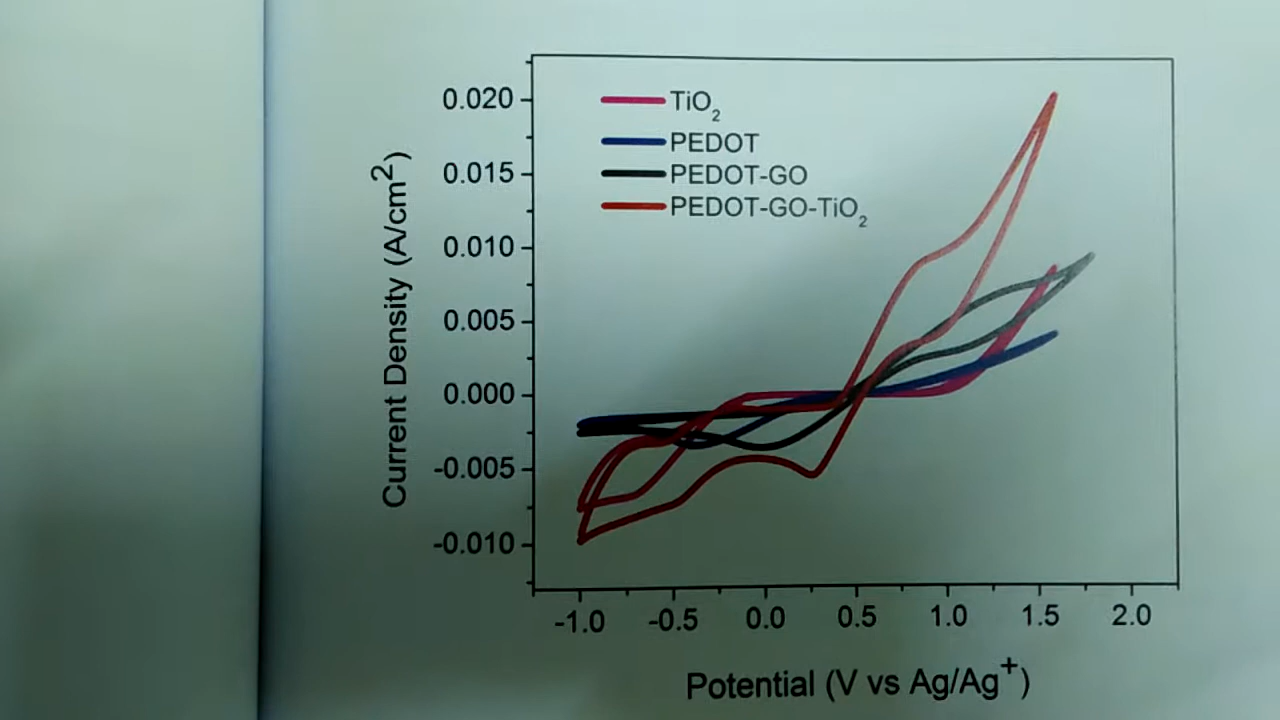 TiO₂
PEDOT
PEDOT-GO
PEDOT-GO-TiO₂
Current Density (A/cm²)
0.020
0.015
0.010
0.005
0.000
-0.005
-0.010
-1.0 -0.5 0.0 0.5 1.0 1.5 2.0
Potential (V vs Ag/Ag⁺)